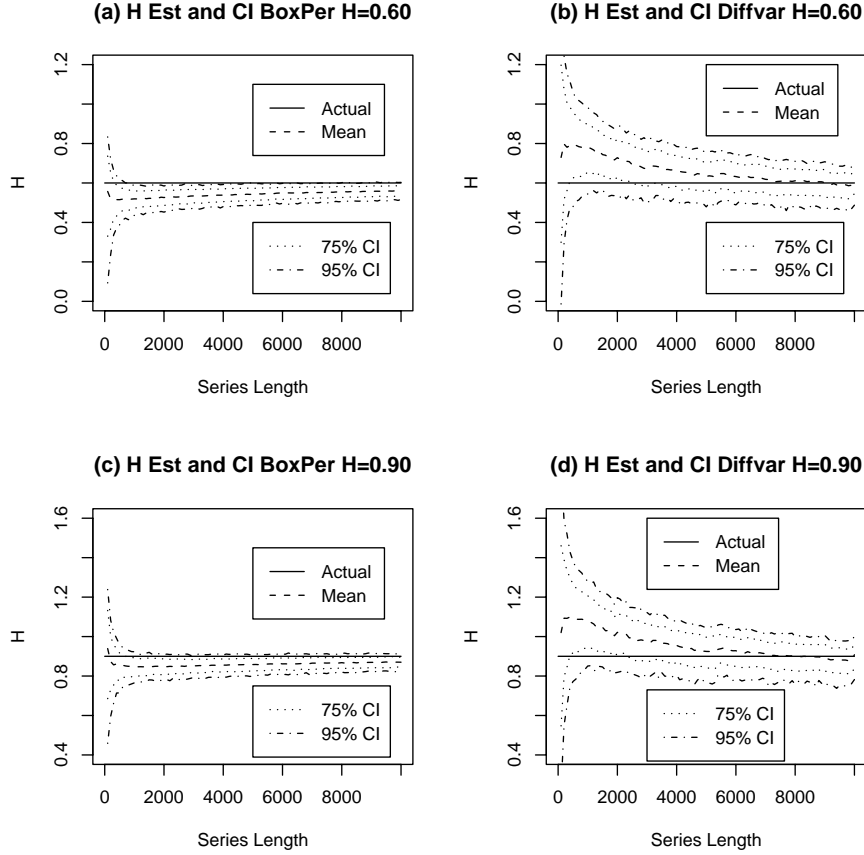 (a) H Est and CI BoxPer H=0.60
H
1.2
0.8
0.4
0.0
Actual
Mean
75% CI
95% CI
0 2000 4000 6000 8000
Series Length
(b) H Est and CI Diffvar H=0.60
H
1.2
0.8
0.4
0.0
Actual
Mean
75% CI
95% CI
0 2000 4000 6000 8000
Series Length
(c) H Est and CI BoxPer H=0.90
H
1.6
1.2
0.8
0.4
Actual
Mean
75% CI
95% CI
0 2000 4000 6000 8000
Series Length
(d) H Est and CI Diffvar H=0.90
H
1.6
1.2
0.8
0.4
Actual
Mean
75% CI
95% CI
0 2000 4000 6000 8000
Series Length